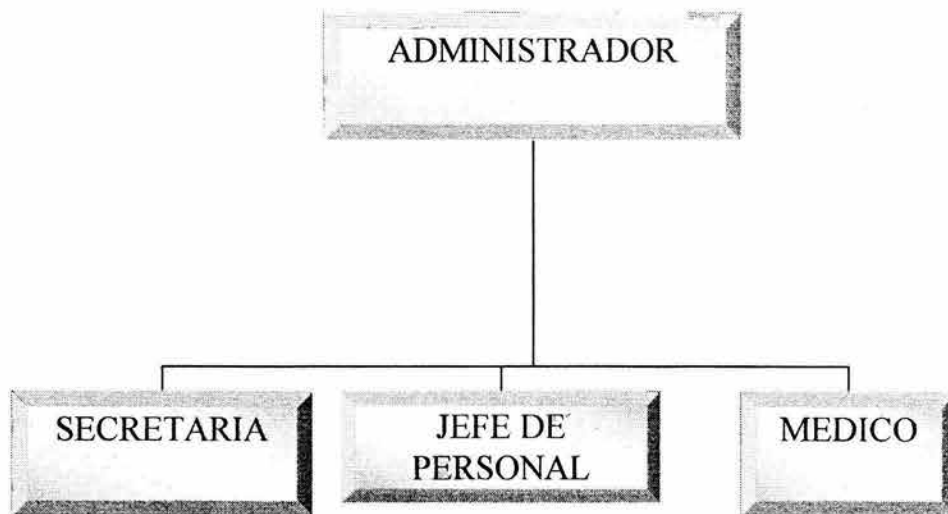 ADMINISTRADOR
SECRETARIA
JEFE DE
PERSONAL
MEDICO